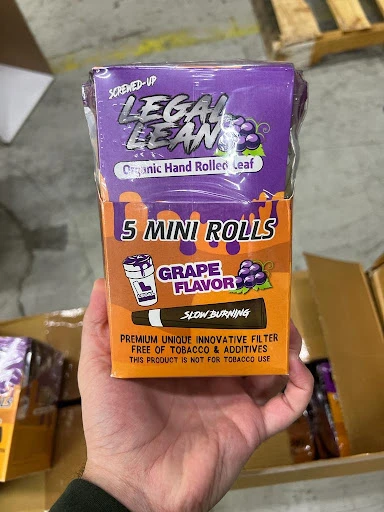 SCREWED-UP
LEGAL
LEAN
Organic Hand Rolled Leaf
5 MINI ROLLS
GRAPE
FLAVOR
SLOW BURNING
PREMIUM UNIQUE INNOVATIVE FILTER
FREE OF TOBACCO & ADDITIVES
THIS PRODUCT IS NOT FOR TOBACCO USE